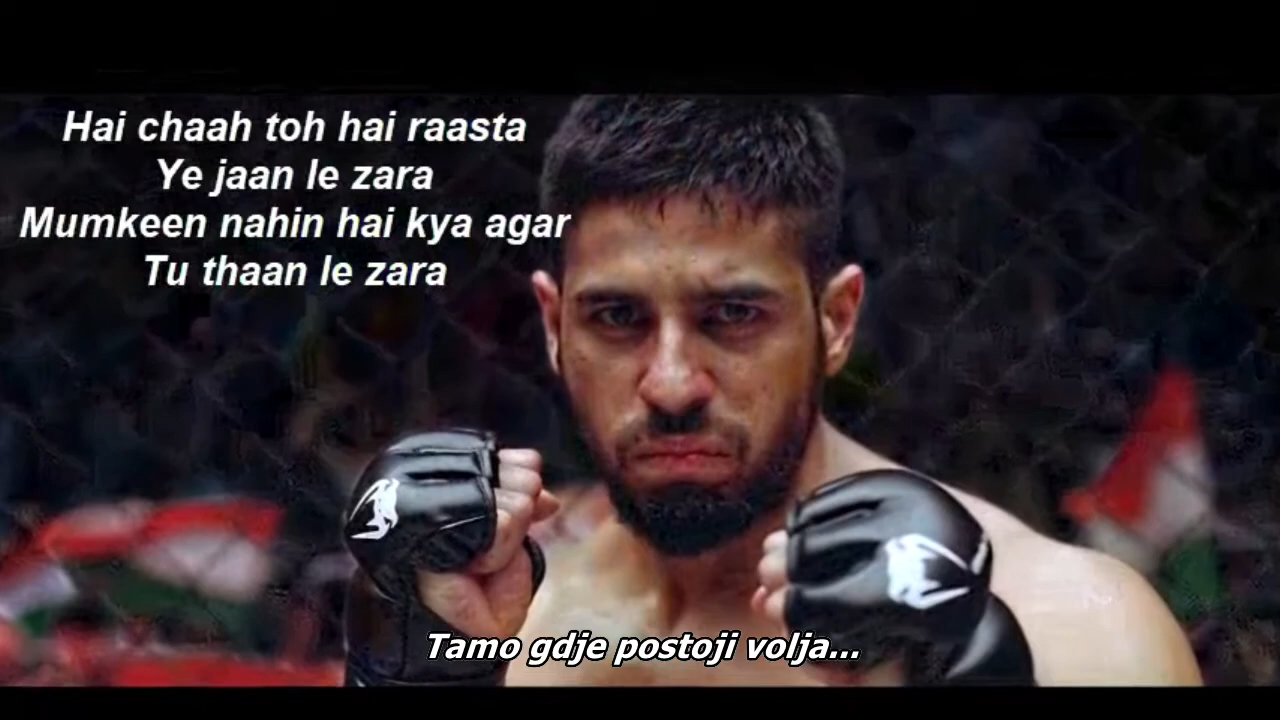 Hai chaah toh hai raasta
Ye jaan le zara
Mumkeen nahin hai kya agar
Tu thaan le zara
Tamo gdje postoji volja...